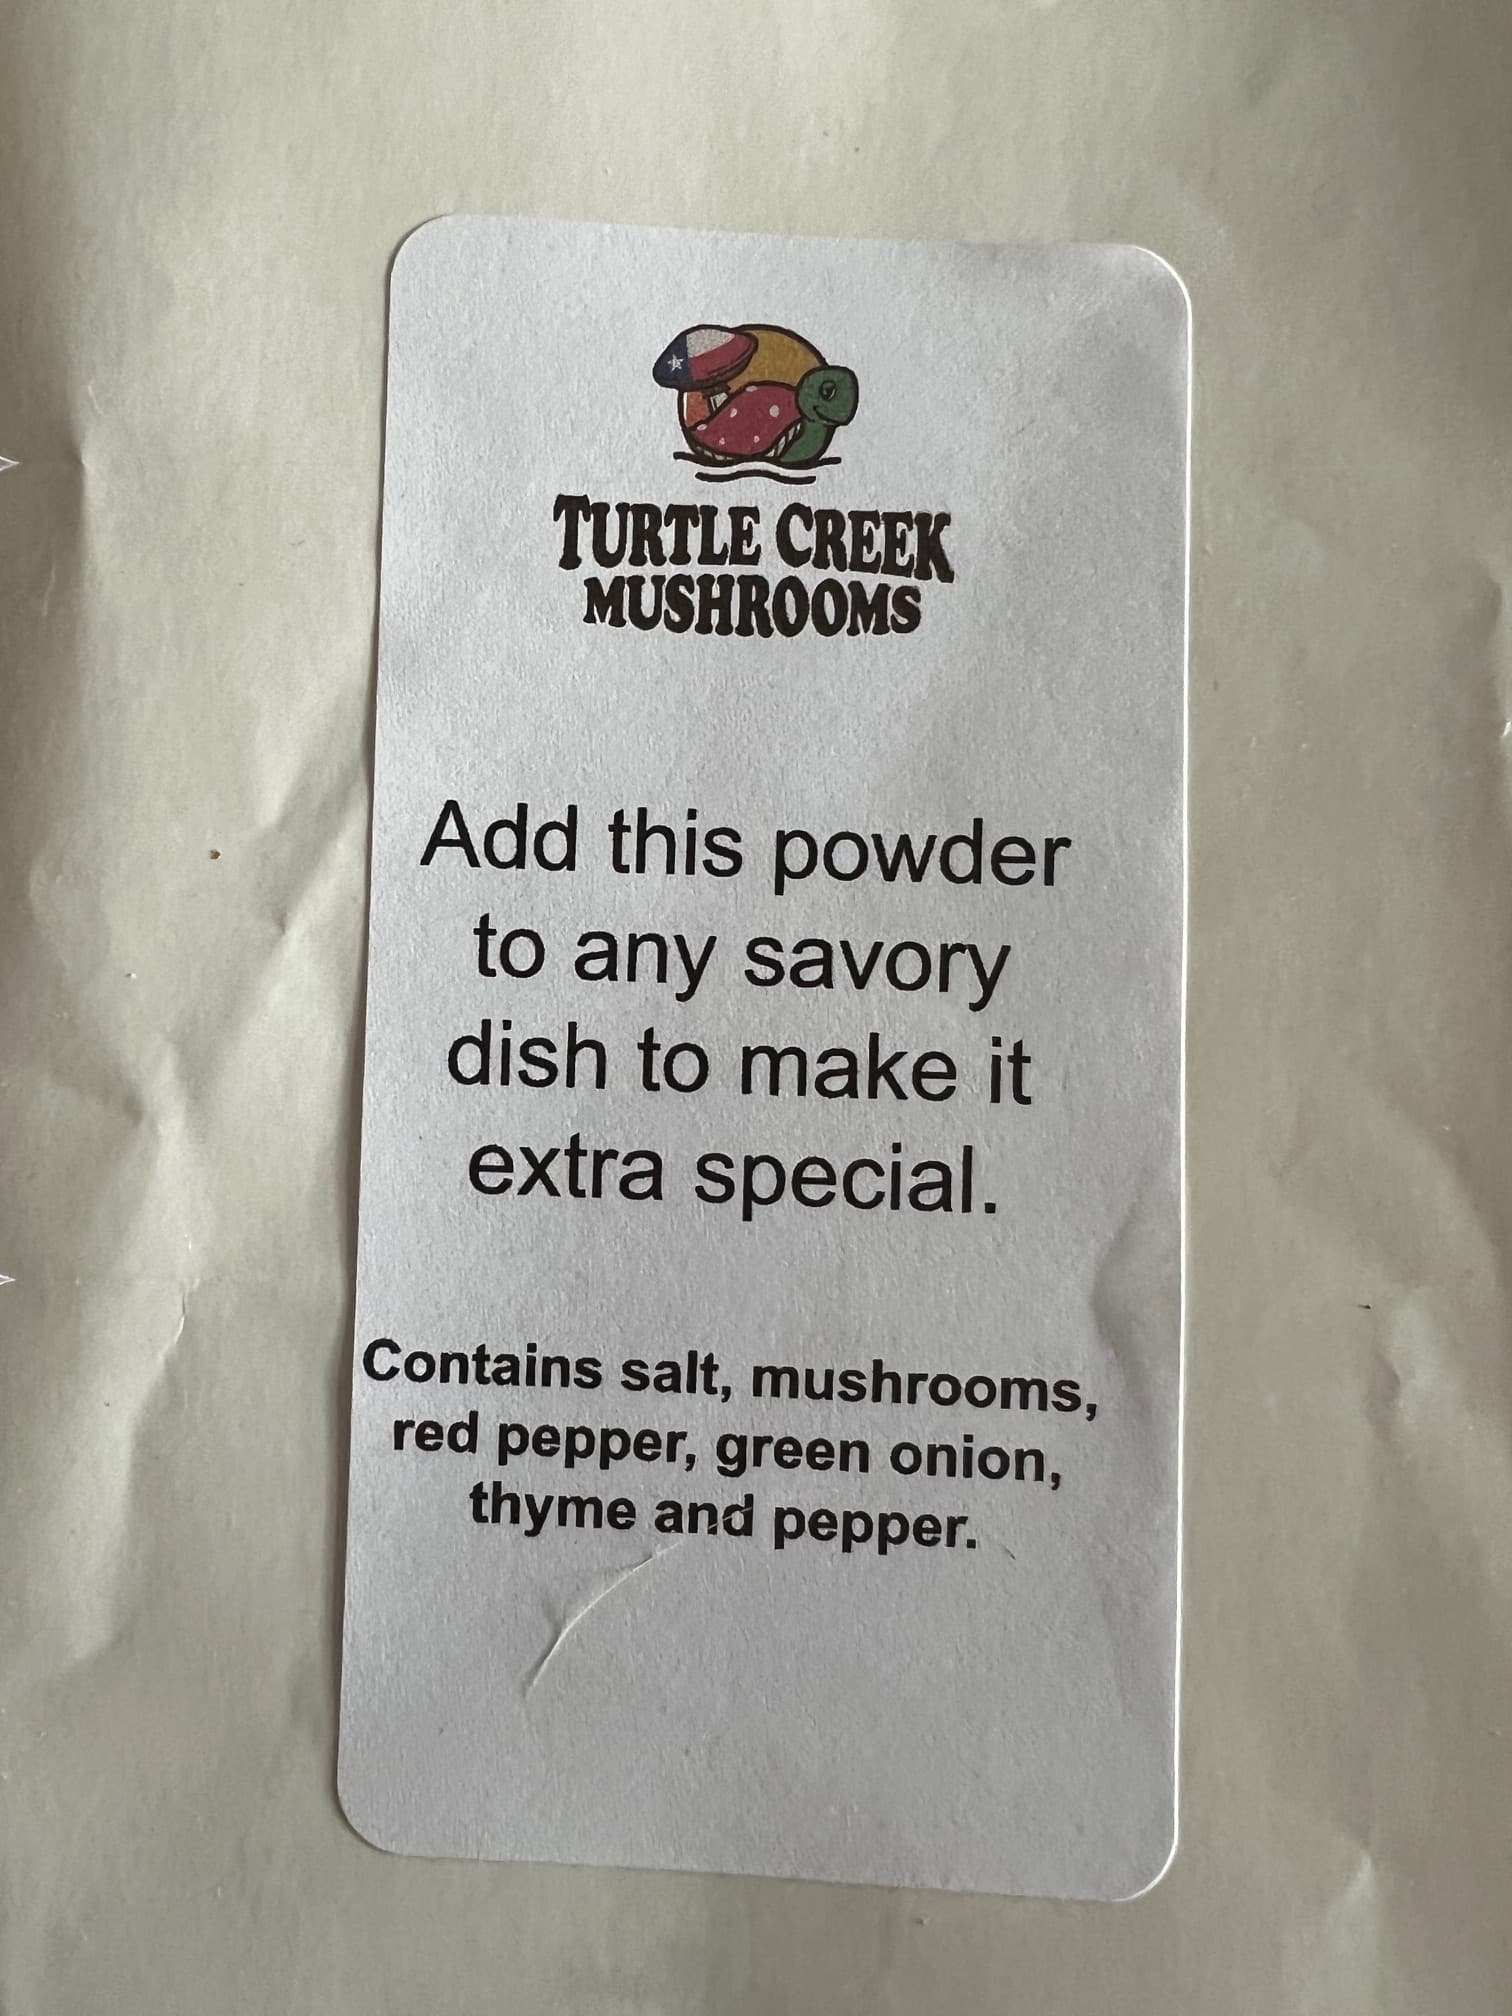 TURTLE CREEK
MUSHROOMS
Add this powder
to any savory
dish to make it
extra special.
Contains salt, mushrooms,
red pepper, green onion,
thyme and pepper.